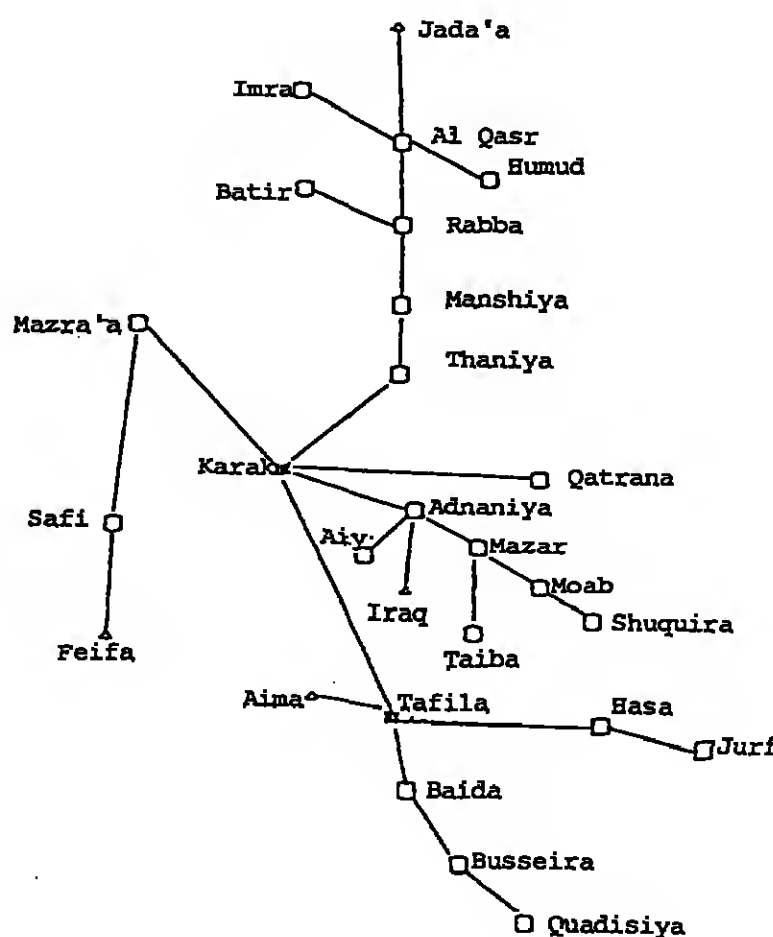 Jada'a
Imra
Al Qasr
Humud
Batir
Rabba
Manshiya
Mazra'a
Thaniya
Karak
Qatrana
Adnaniya
Safi
Aiy
Mazar
Moab
Iraq
Shuquira
Taiba
Feifa
Aima
Tafila
Hasa
Jurf
Baida
Busseira
Quadisiya